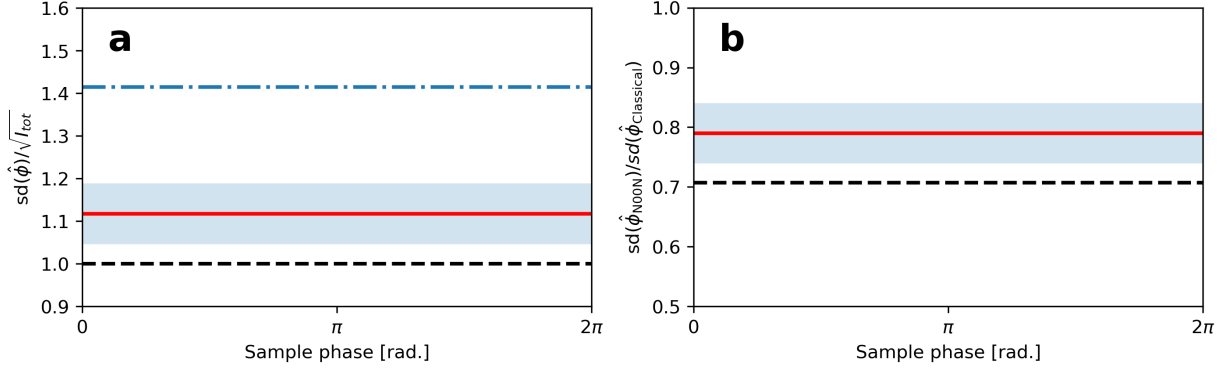 a
1.6
1.5
1.4
1.3
1.2
1.1
1.0
0.9
sd(ϕ̂)/√I_tot
0 π 2π
Sample phase [rad.]
b
1.0
0.9
0.8
0.7
0.6
0.5
sd(ϕ̂_N00N)/sd(ϕ̂_Classical)
0 π 2π
Sample phase [rad.]